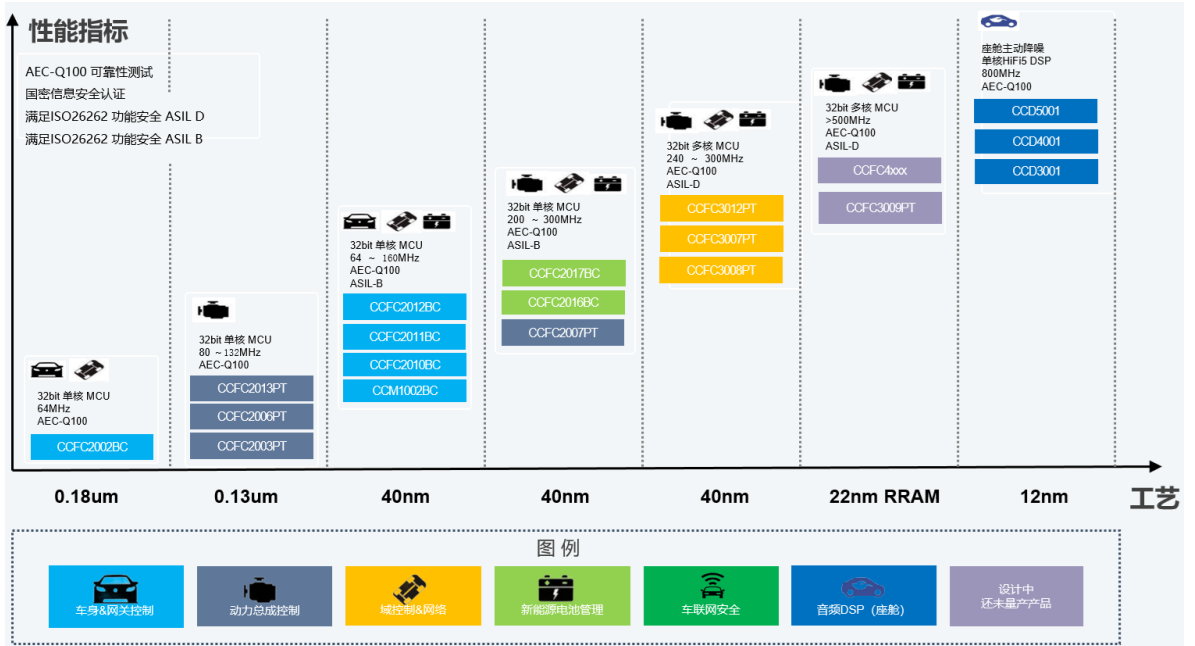 性能指标
AEC-Q100 可靠性测试
国密信息安全认证
满足ISO26262 功能安全 ASIL D
满足ISO26262 功能安全 ASIL B
32bit 单核 MCU
64MHz
AEC-Q100
CCFC2002BC
32bit 单核 MCU
80 ~132MHz
AEC-Q100
CCFC2013PT
CCFC2006PT
CCFC2003PT
32bit 单核 MCU
64 ~ 160MHz
AEC-Q100
ASIL-B
CCFC2012BC
CCFC2011BC
CCFC2010BC
CCM1002BC
32bit 单核 MCU
200 ~ 300MHz
AEC-Q100
ASIL-B
CCFC2017BC
CCFC2016BC
CCFC2007PT
32bit 多核 MCU
240 ~ 300MHz
AEC-Q100
ASIL-D
CCFC3012PT
CCFC3007PT
CCFC3008PT
32bit 多核 MCU
>500MHz
AEC-Q100
ASIL-D
CCFC4xxx
CCFC3009PT
座舱主动降噪
单核HiFi5 DSP
800MHz
AEC-Q100
CCD5001
CCD4001
CCD3001
0.18um 0.13um 40nm 40nm 40nm 22nm RRAM 12nm 工艺
图 例
车身&网关控制
动力总成控制
域控制&网络
新能源电池管理
车联网安全
音频DSP（座舱）
设计中
还未量产产品